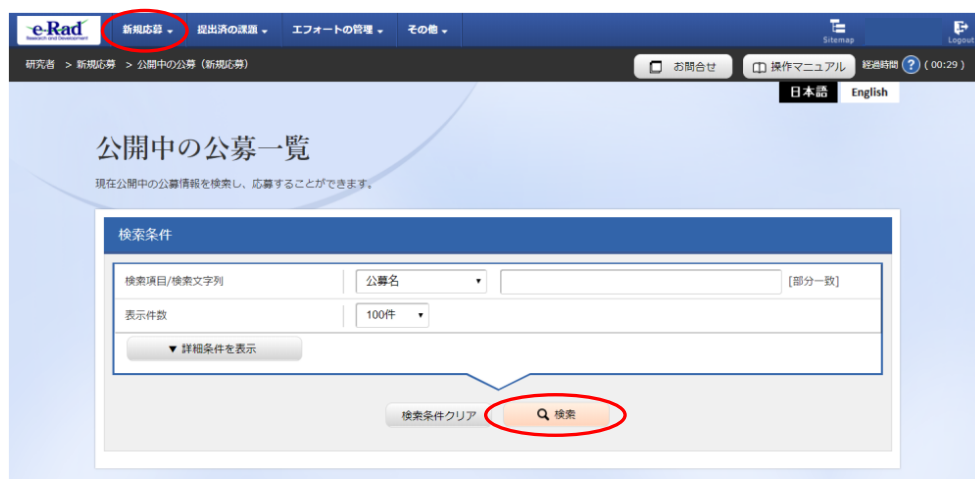 e-Rad
Research and Development
新規応募 提出済の課題 エフォートの管理 その他
Sitemap
Logout
研究者 > 新規応募 > 公開中の公募（新規応募）
お問合せ 操作マニュアル 経過時間 ? ( 00:29 )
日本語 English
公開中の公募一覧
現在公開中の公募情報を検索し、応募することができます。
検索条件
検索項目/検索文字列 公募名 [部分一致]
表示件数 100件
▼ 詳細条件を表示
検索条件クリア 検索